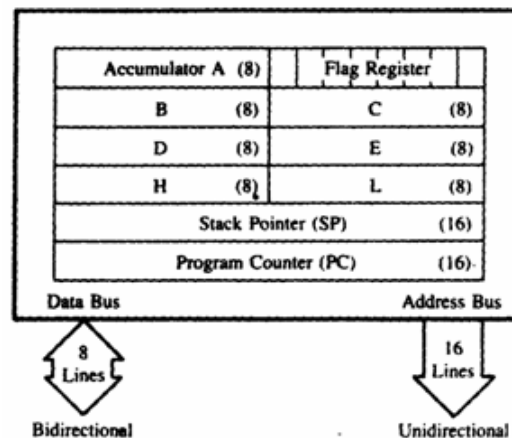 Accumulator A (8) Flag Register
B (8) C (8)
D (8) E (8)
H (8) L (8)
Stack Pointer (SP) (16)
Program Counter (PC) (16)
Data Bus Address Bus
8 Lines 16 Lines
Bidirectional Unidirectional